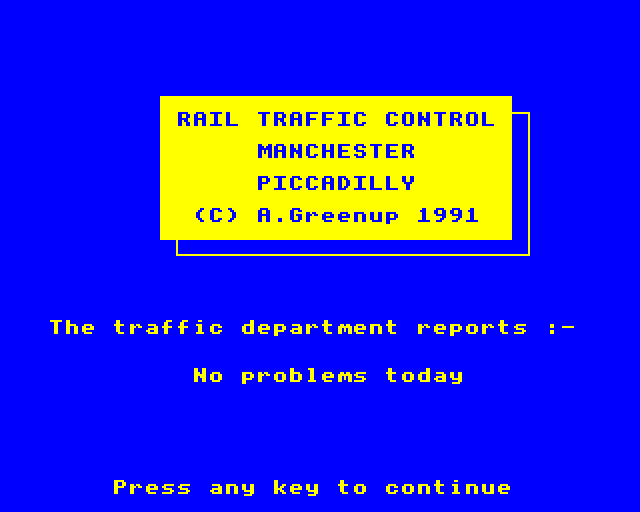 RAIL TRAFFIC CONTROL
MANCHESTER
PICCADILLY
(C) A.Greenup 1991
The traffic department reports :-
No problems today
Press any key to continue